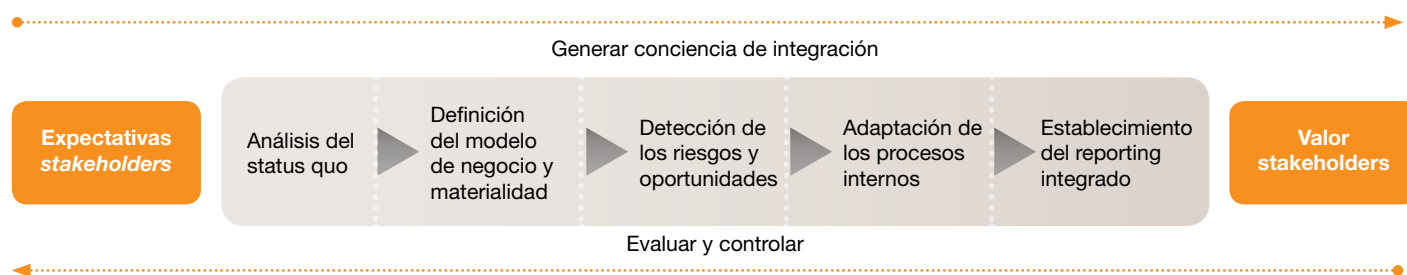 Generar conciencia de integración
Expectativas
stakeholders
Análisis del
status quo
Definición
del modelo
de negocio y
materialidad
Detección de
los riesgos y
oportunidades
Adaptación de
los procesos
internos
Establecimiento
del reporting
integrado
Valor
stakeholders
Evaluar y controlar